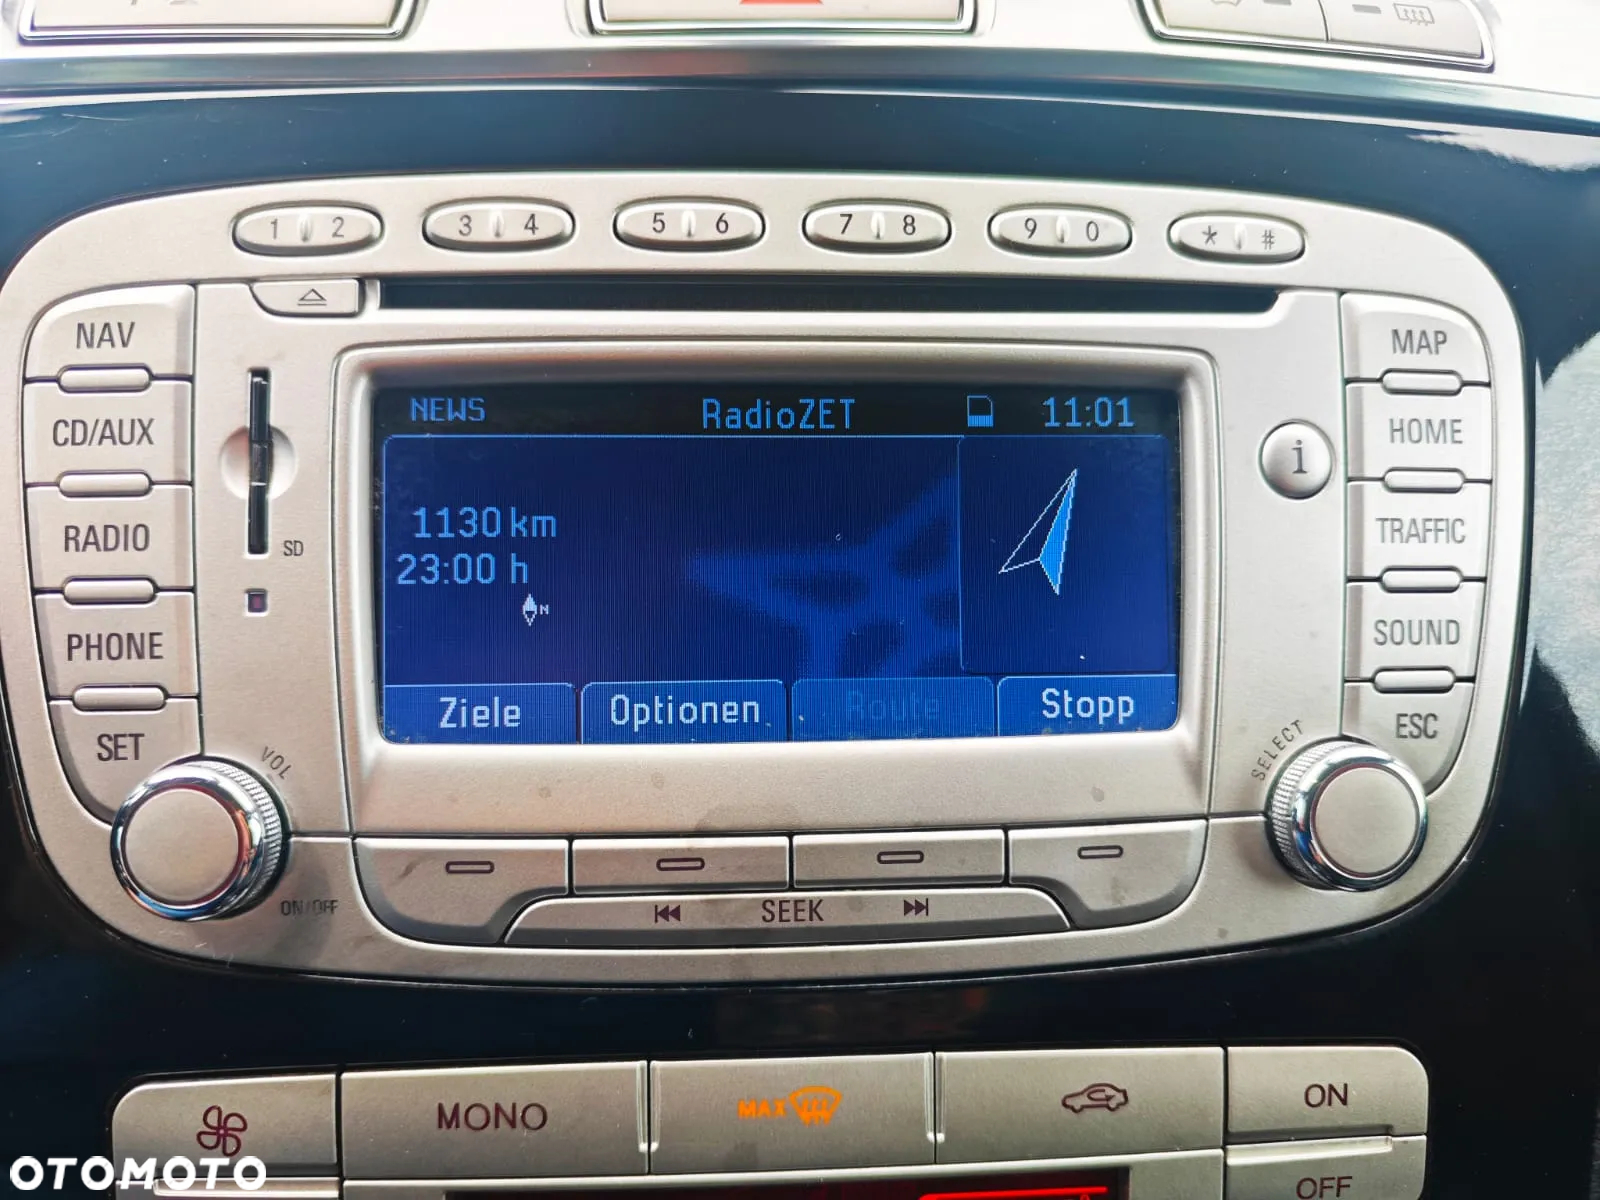 1 2 3 4 5 6 7 8 9 0 * #
NAV
CD/AUX
RADIO
PHONE
SET
SD
VOL
ON/OFF
NEWS RadioZET 11:01
1130 km
23:00 h
N
Ziele Optionen Route Stopp
i
MAP
HOME
TRAFFIC
SOUND
ESC
SELECT
SEEK
MONO MAX ON
OFF
OTOMOTO